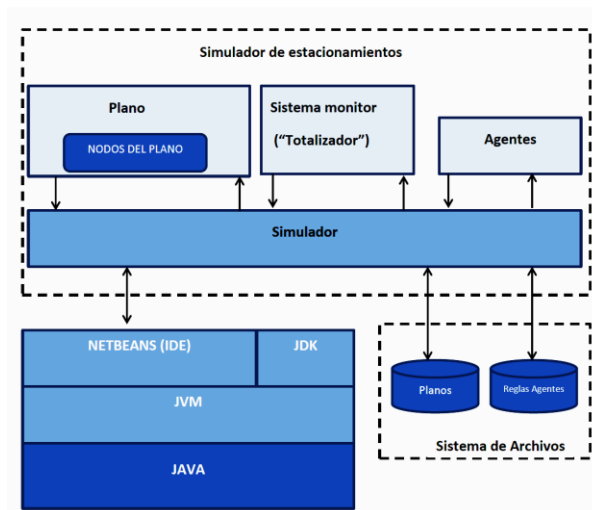 Simulador de estacionamientos
Plano
NODOS DEL PLANO
Sistema monitor
(“Totalizador”)
Agentes
Simulador
NETBEANS (IDE)
JDK
JVM
JAVA
Planos
Reglas Agentes
Sistema de Archivos